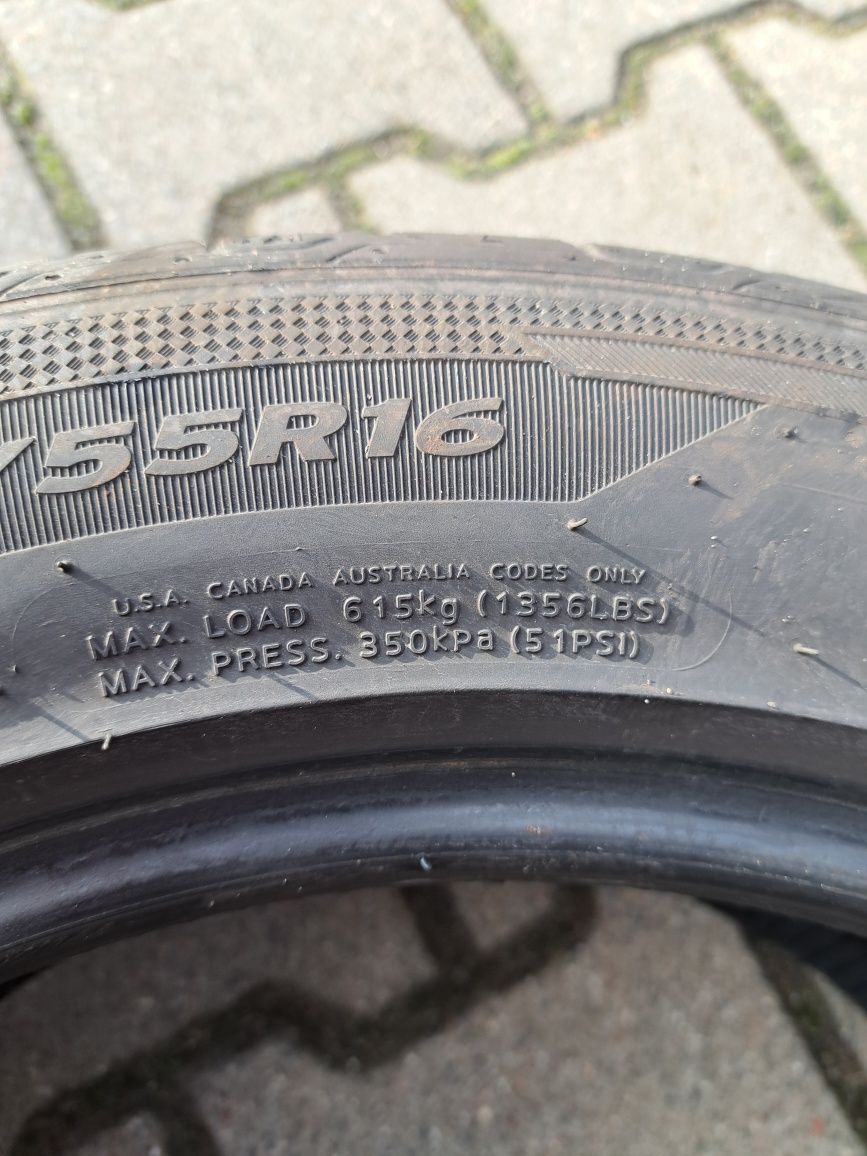 /55R16
U.S.A. CANADA AUSTRALIA CODES ONLY
MAX. LOAD 615kg (1356LBS)
MAX. PRESS. 350kPa (51PSI)